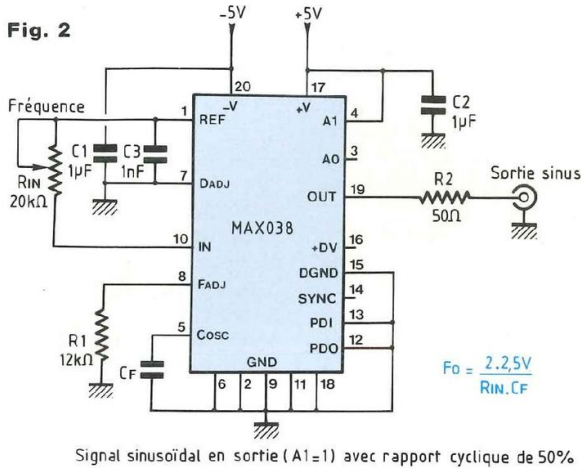 Fig. 2
-5V
+5V
20
17
-V
+V
Fréquence
1
REF
A1
4
C2
1µF
C1
1µF
C3
1nF
A0
3
RIN
20kΩ
7
DADJ
OUT
19
R2
50Ω
Sortie sinus
MAX038
10
IN
+DV
16
8
FADJ
DGND
15
SYNC
14
R1
12kΩ
5
COSC
PDI
13
PDO
12
CF
GND
6
2
9
11
18
Fo = 2.2,5V
RIN.CF
Signal sinusoïdal en sortie (A1=1) avec rapport cyclique de 50%